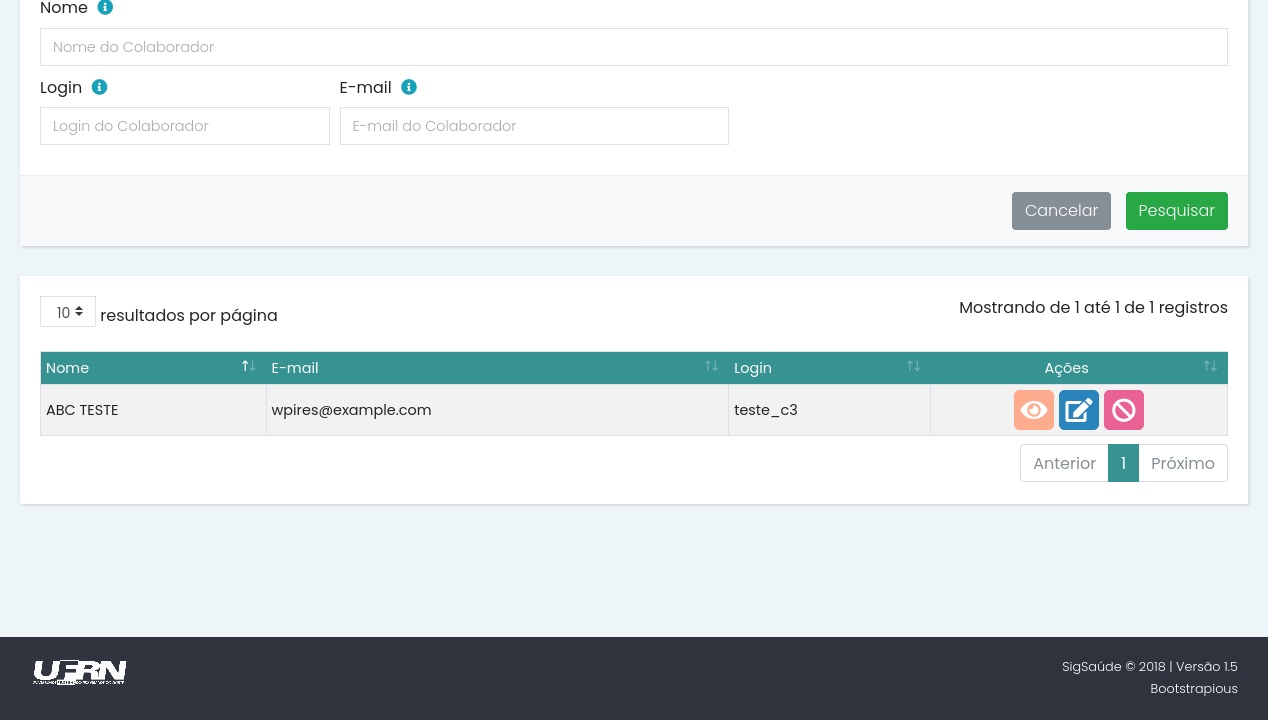 Nome
Nome do Colaborador
Login E-mail
Login do Colaborador E-mail do Colaborador
Cancelar Pesquisar
10 resultados por página Mostrando de 1 até 1 de 1 registros
Nome E-mail Login Ações
ABC TESTE wpires@example.com teste_c3
Anterior 1 Próximo
UFRN
SigSaúde © 2018 | Versão 1.5
Bootstrapious